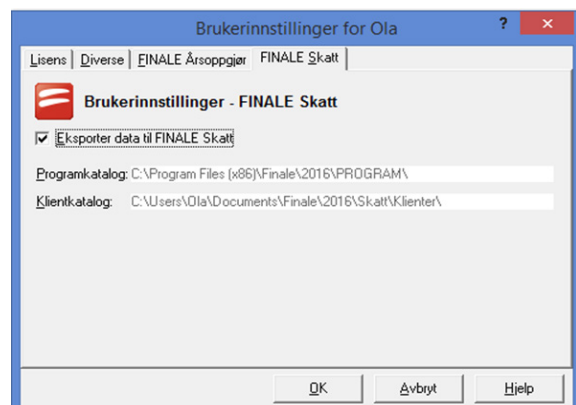 Brukerinnstillinger for Ola ? ×
Lisens Diverse FINALE Årsoppgjør FINALE Skatt
Brukerinnstillinger - FINALE Skatt
Eksporter data til FINALE Skatt
Programkatalog: C:\Program Files (x86)\Finale\2016\PROGRAM\
Klientkatalog: C:\Users\Ola\Documents\Finale\2016\Skatt\Klienter\
OK Avbryt Hjelp